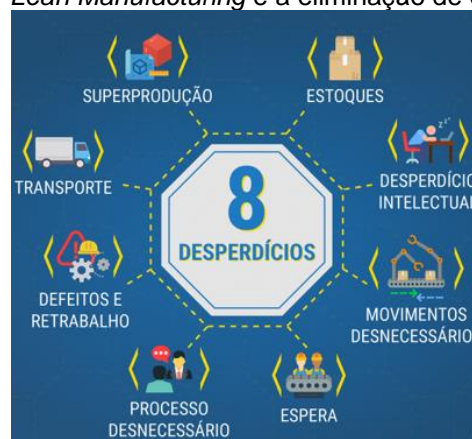 Lean Manufacturing e a eliminação de
SUPERPRODUÇÃO
ESTOQUES
TRANSPORTE
DESPERDÍCIO
INTELECTUAL
8
DESPERDÍCIOS
DEFEITOS E
RETRABALHO
MOVIMENTOS
DESNECESSÁRIO
PROCESSO
DESNECESSÁRIO
ESPERA